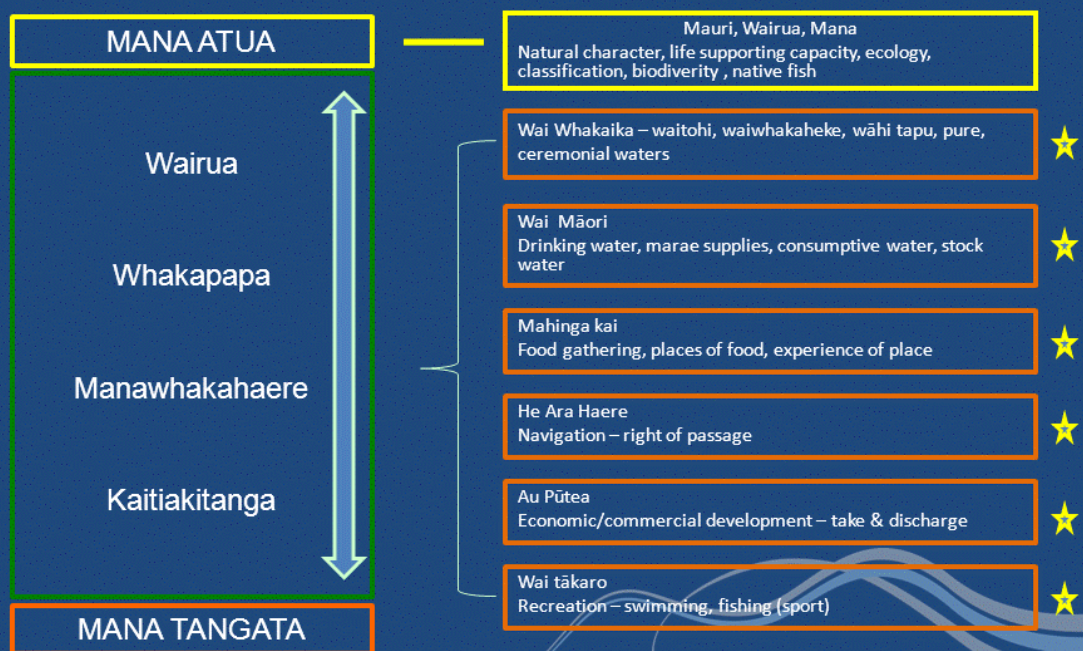 MANA ATUA
Wairua
Whakapapa
Manawhakahaere
Kaitiakitanga
MANA TANGATA
Mauri, Wairua, Mana
Natural character, life supporting capacity, ecology,
classification, biodiverity , native fish
Wai Whakaika – waitohi, waiwhakaheke, wāhi tapu, pure,
ceremonial waters
Wai Māori
Drinking water, marae supplies, consumptive water, stock
water
Mahinga kai
Food gathering, places of food, experience of place
He Ara Haere
Navigation – right of passage
Au Pūtea
Economic/commercial development – take & discharge
Wai tākaro
Recreation – swimming, fishing (sport)